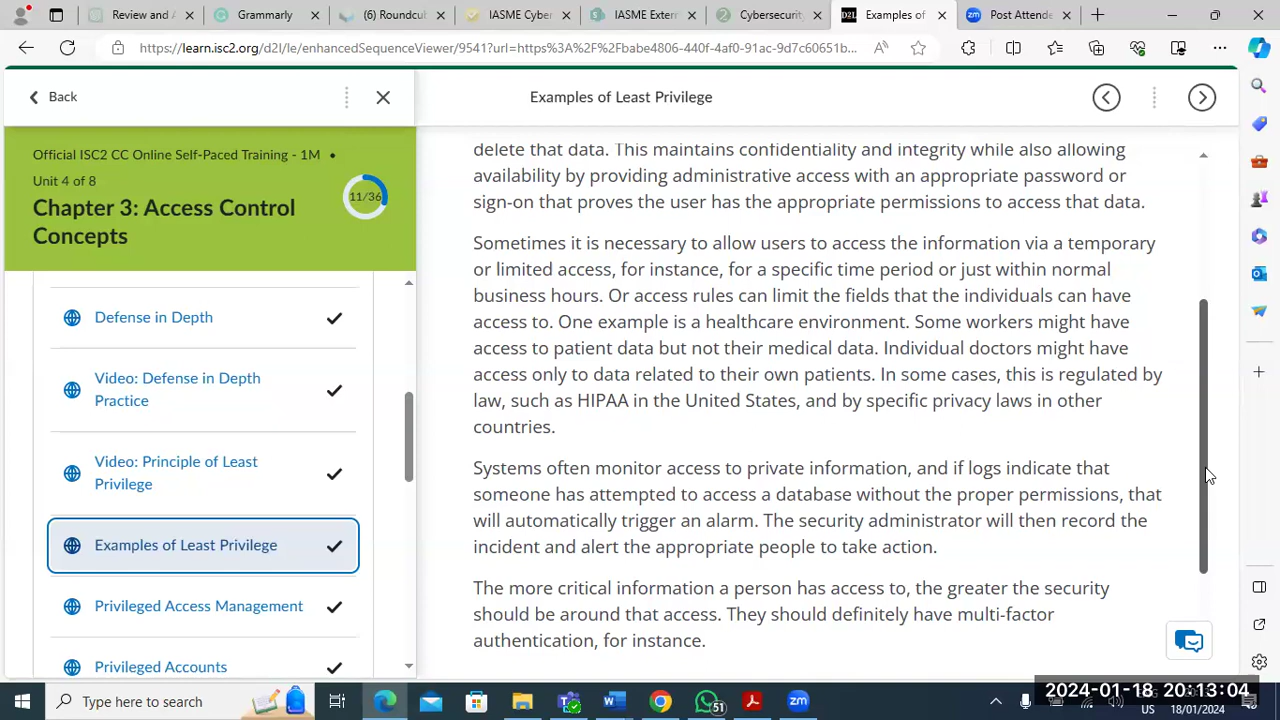 Review and
Grammarly
(6) Roundcub
IASME Cyber
IASME Extern
Cybersecurity
D2L
Examples of
zm
Post Attende
https://learn.isc2.org/d2l/le/enhancedSequenceViewer/9541?url=https%3A%2F%2Fbabe4806-440f-4af0-91ac-9d7c60651b...
Back
Official ISC2 CC Online Self-Paced Training - 1M •
Unit 4 of 8
Chapter 3: Access Control
Concepts
11/36
Defense in Depth
Video: Defense in Depth
Practice
Video: Principle of Least
Privilege
Examples of Least Privilege
Privileged Access Management
Privileged Accounts
Examples of Least Privilege
delete that data. This maintains confidentiality and integrity while also allowing
availability by providing administrative access with an appropriate password or
sign-on that proves the user has the appropriate permissions to access that data.
Sometimes it is necessary to allow users to access the information via a temporary
or limited access, for instance, for a specific time period or just within normal
business hours. Or access rules can limit the fields that the individuals can have
access to. One example is a healthcare environment. Some workers might have
access to patient data but not their medical data. Individual doctors might have
access only to data related to their own patients. In some cases, this is regulated by
law, such as HIPAA in the United States, and by specific privacy laws in other
countries.
Systems often monitor access to private information, and if logs indicate that
someone has attempted to access a database without the proper permissions, that
will automatically trigger an alarm. The security administrator will then record the
incident and alert the appropriate people to take action.
The more critical information a person has access to, the greater the security
should be around that access. They should definitely have multi-factor
authentication, for instance.
Type here to search
51
zm
2024-01-18 20:13:04
US
18/01/2024